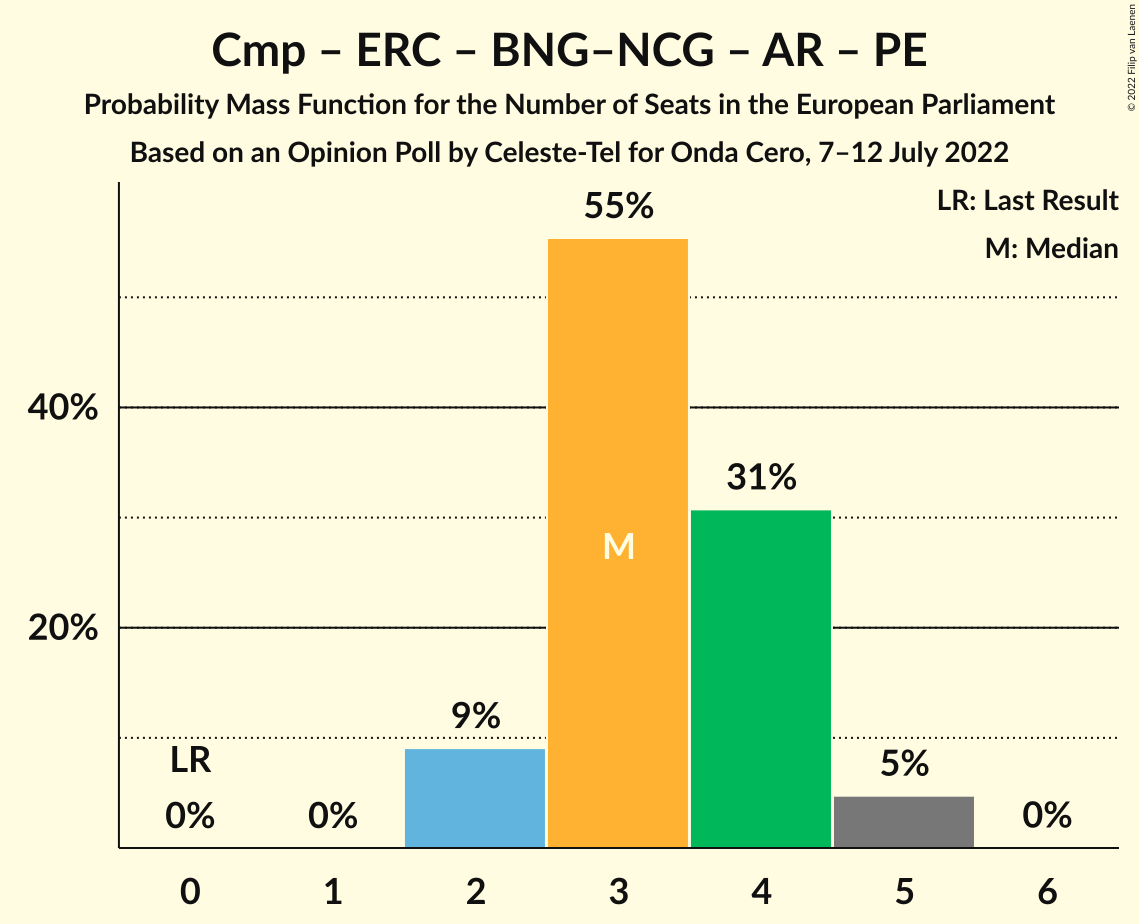 Cmp – ERC – BNG–NCG – AR – PE
Probability Mass Function for the Number of Seats in the European Parliament
Based on an Opinion Poll by Celeste-Tel for Onda Cero, 7–12 July 2022
© 2022 Filip van Laenen
LR: Last Result
M: Median
55%
40%
31%
M
20%
9%
LR
5%
0%
0%
0%
0
1
2
3
4
5
6